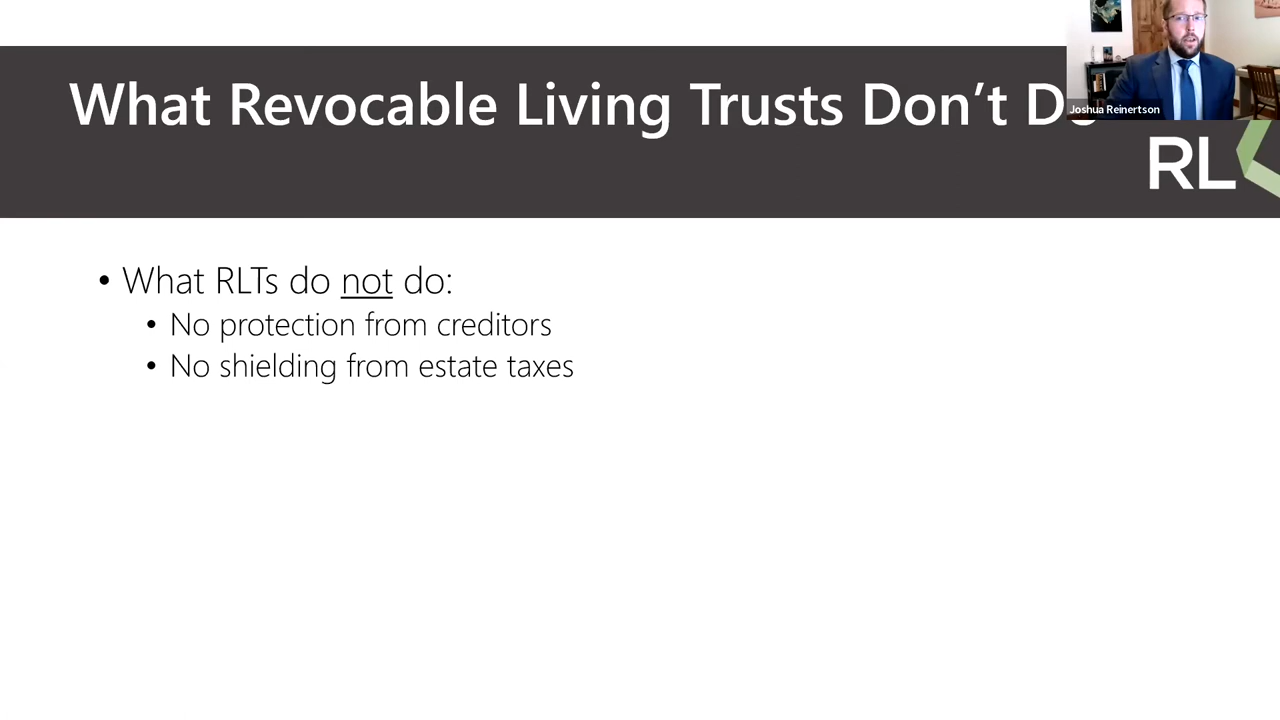 What Revocable Living Trusts Don't Do
Joshua Reinertson
RL
• What RLTs do not do:
• No protection from creditors
• No shielding from estate taxes